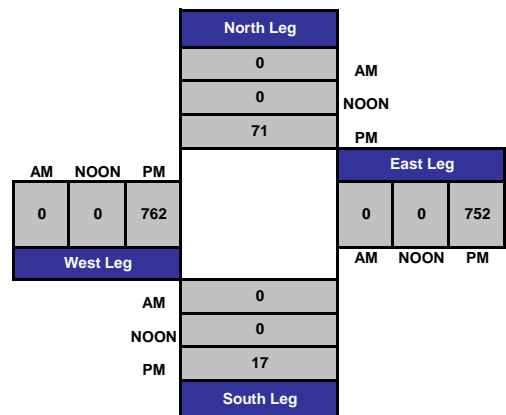 North Leg
0
AM
0
NOON
71
PM
AM NOON PM
East Leg
0 0 762
0 0 752
West Leg
AM NOON PM
AM
0
NOON
0
PM
17
South Leg